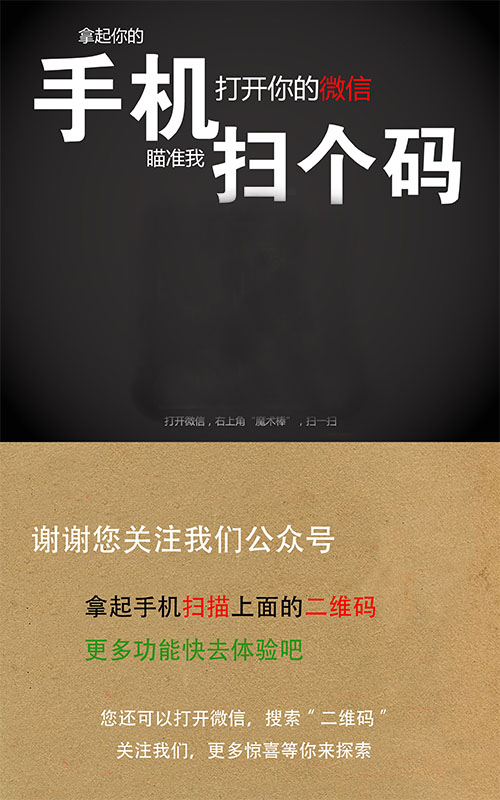 拿起你的
手机
打开你的微信
瞄准我
扫个码
打开微信，右上角“魔术棒”，扫一扫
谢谢您关注我们公众号
拿起手机扫描上面的二维码
更多功能快去体验吧
您还可以打开微信，搜索“二维码”
关注我们，更多惊喜等你来探索